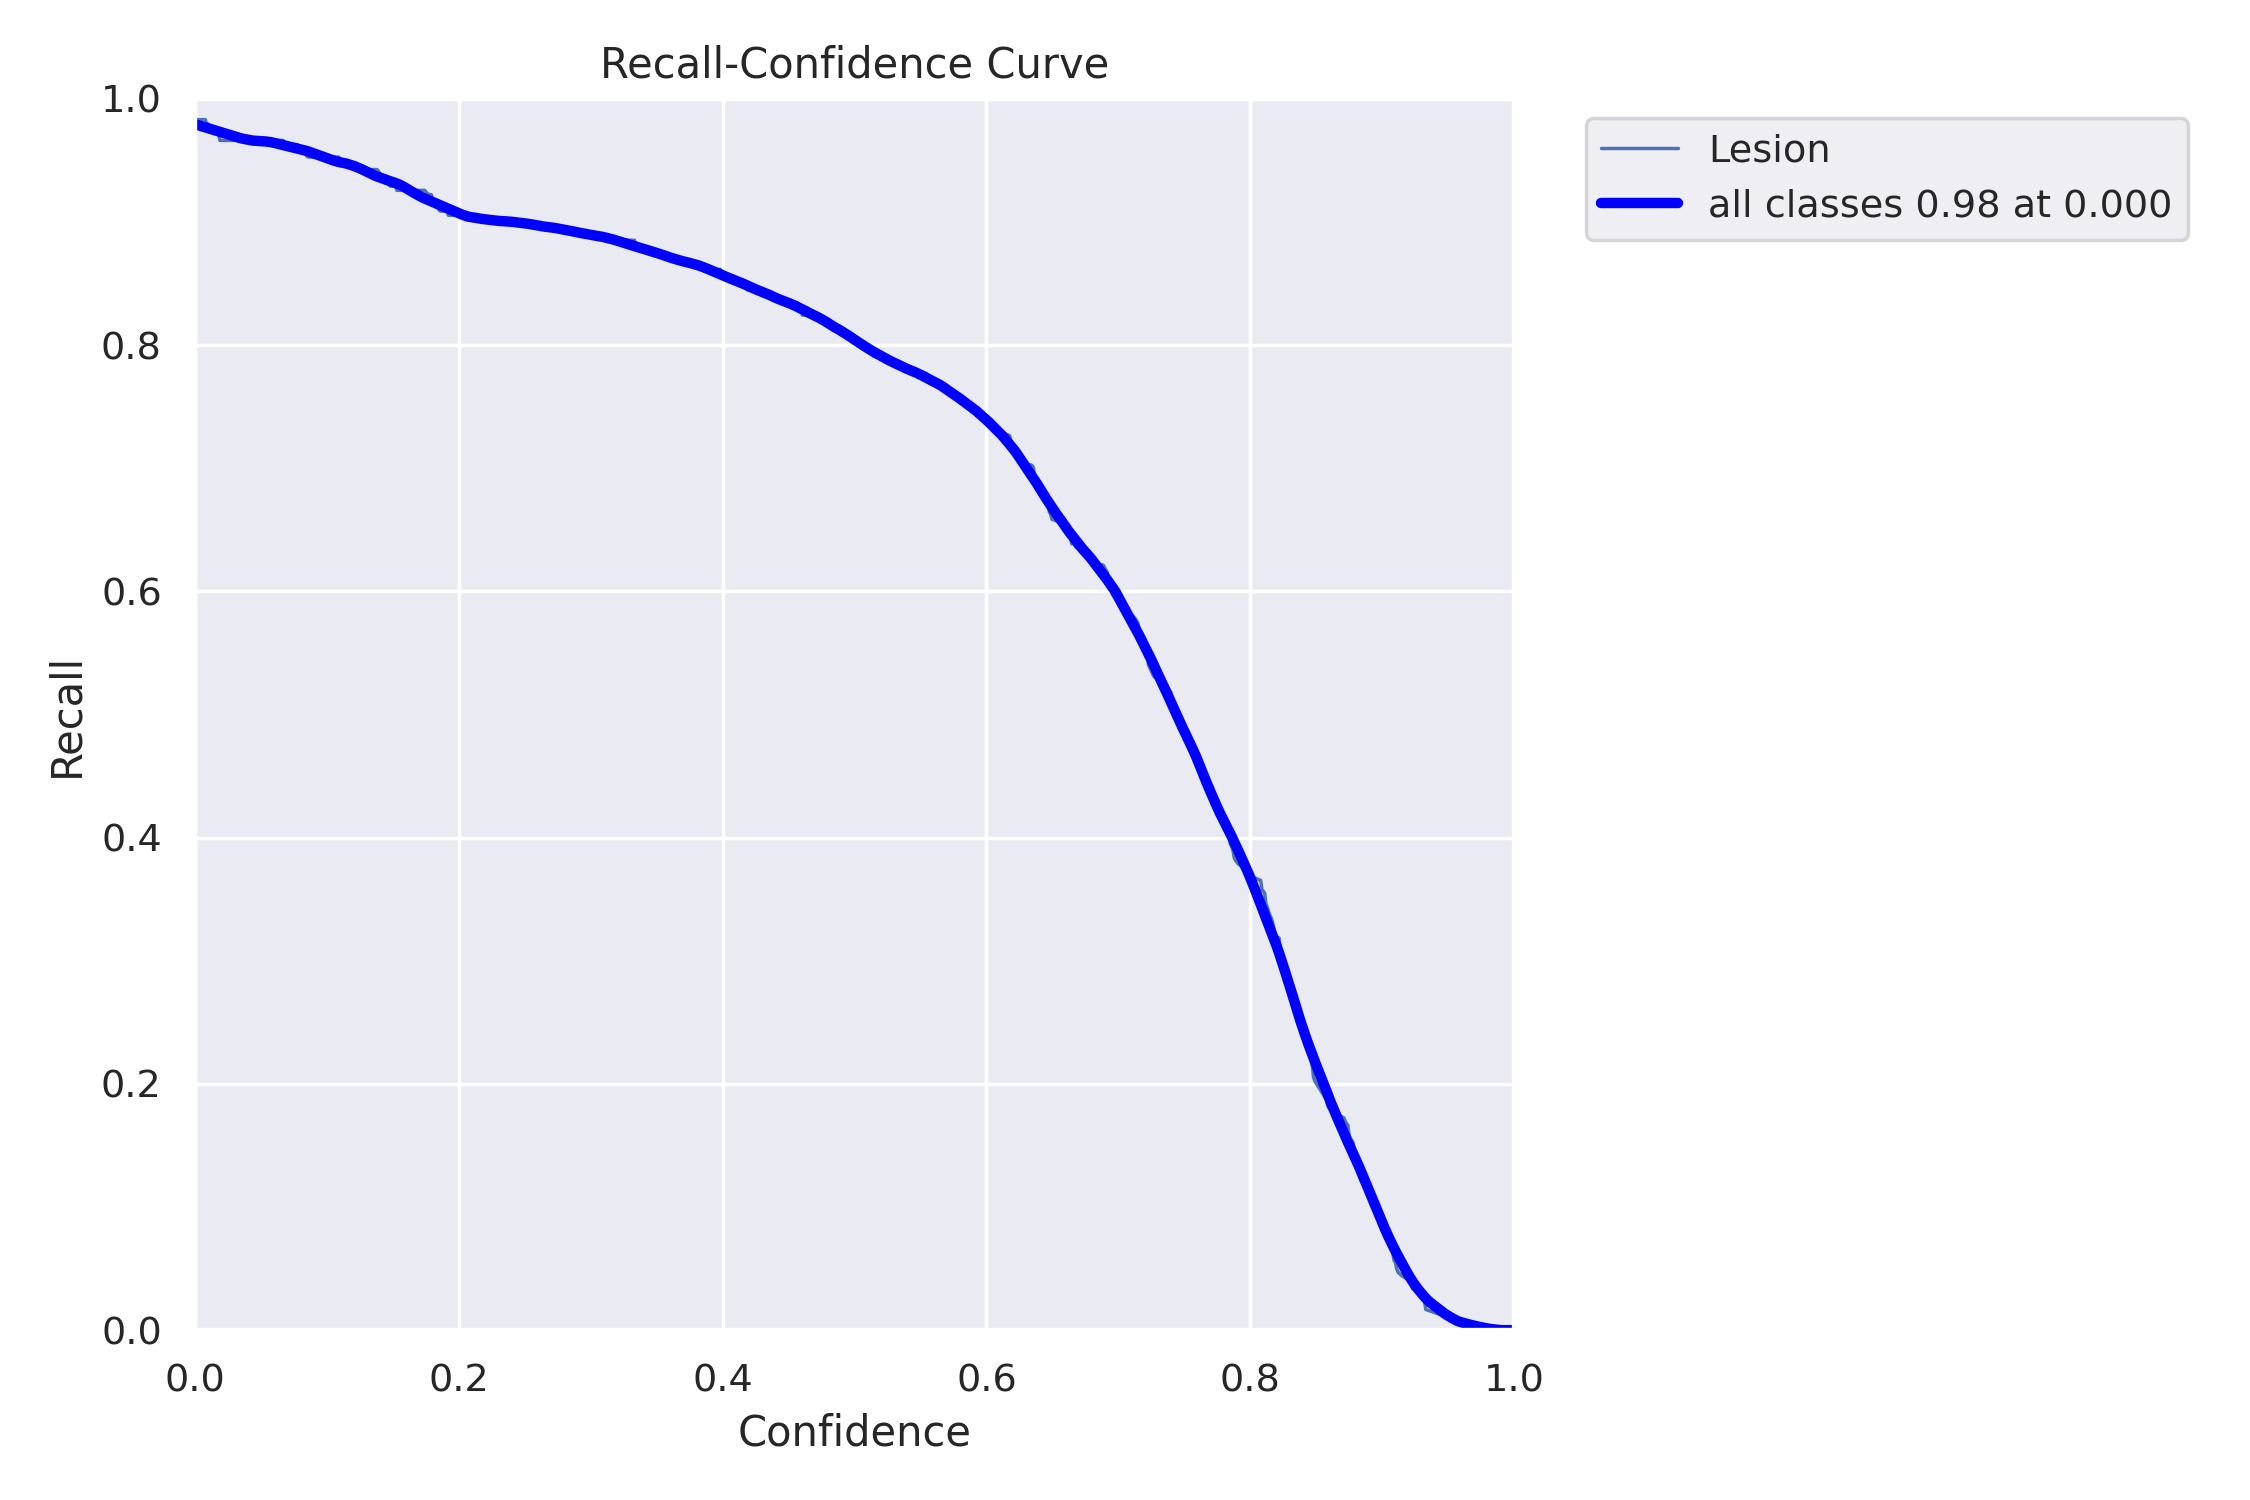 Recall-Confidence Curve
1.0
0.8
0.6
0.4
0.2
0.0
Recall
0.0 0.2 0.4 0.6 0.8 1.0
Confidence
Lesion
all classes 0.98 at 0.000